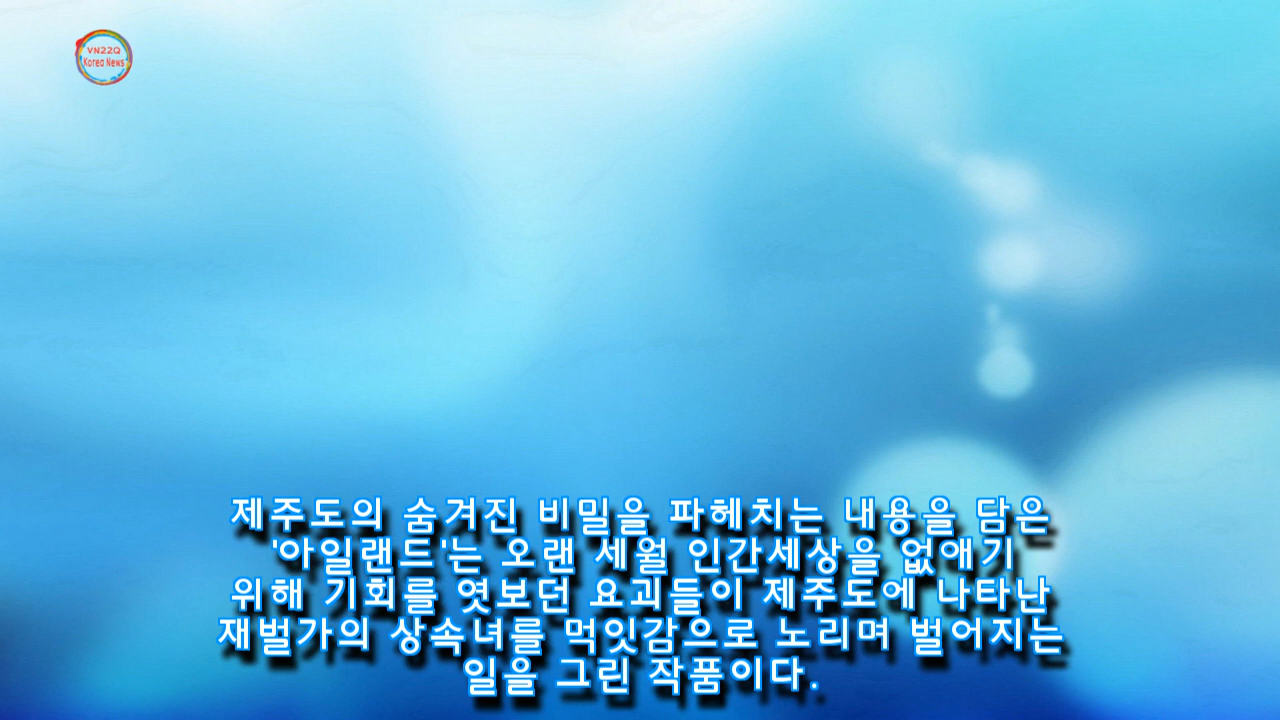 VN22Q
Korea News
제주도의 숨겨진 비밀을 파헤치는 내용을 담은
'아일랜드'는 오랜 세월 인간세상을 없애기
위해 기회를 엿보던 요괴들이 제주도에 나타난
재벌가의 상속녀를 먹잇감으로 노리며 벌어지는
일을 그린 작품이다.